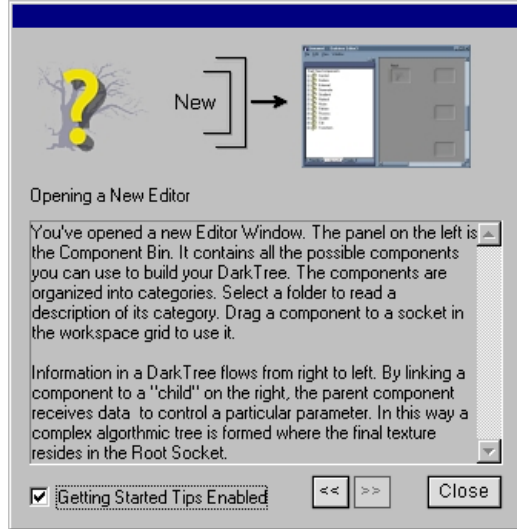 New
Opening a New Editor
You've opened a new Editor Window. The panel on the left is
the Component Bin. It contains all the possible components
you can use to build your DarkTree. The components are
organized into categories. Select a folder to read a
description of its category. Drag a component to a socket in
the workspace grid to use it.
Information in a DarkTree flows from right to left. By linking a
component to a "child" on the right, the parent component
receives data  to control a particular parameter. In this way a
complex algorthmic tree is formed where the final texture
resides in the Root Socket.
Getting Started Tips Enabled
<< >> Close